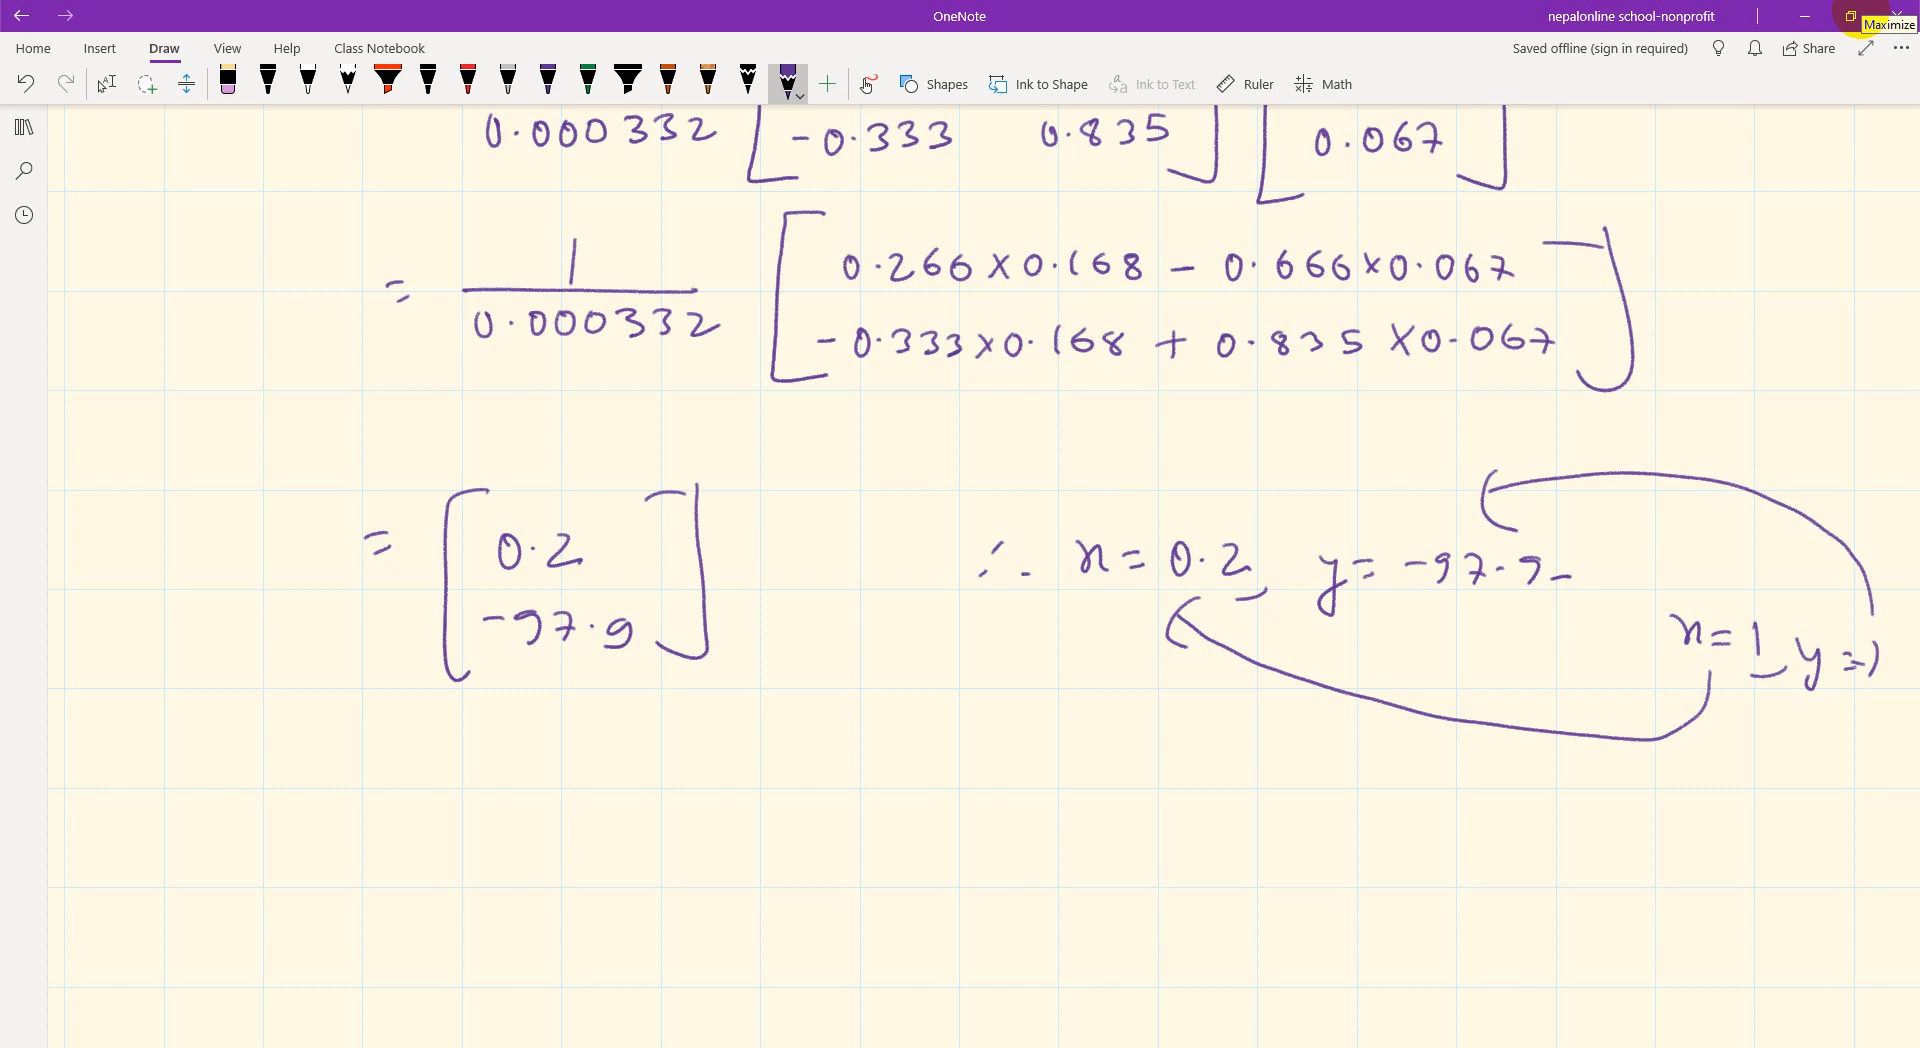 OneNote
nepalonline school-nonprofit
Maximize
Home Insert Draw View Help Class Notebook
Saved offline (sign in required) Share
Shapes Ink to Shape Ink to Text Ruler Math
0.000332 [ -0.333 0.835 ] [ 0.067 ]
= 1 / 0.000332 [ 0.266 × 0.168 - 0.666 × 0.067
-0.333 × 0.168 + 0.835 × 0.067 ]
= [ 0.2
-97.9 ]
∴ x = 0.2, y = -97.9
x = 1, y = -1